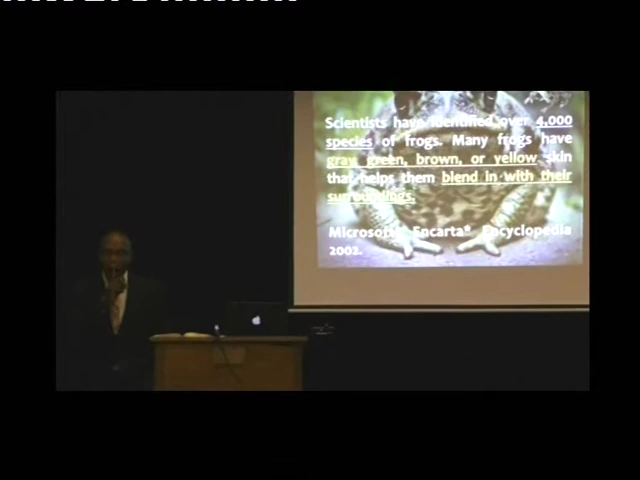 Scientists have identified over 4,000
species of frogs. Many frogs have
gray, green, brown, or yellow skin
that helps them blend in with their
surroundings.
Microsoft® Encarta® Encyclopedia
2002.